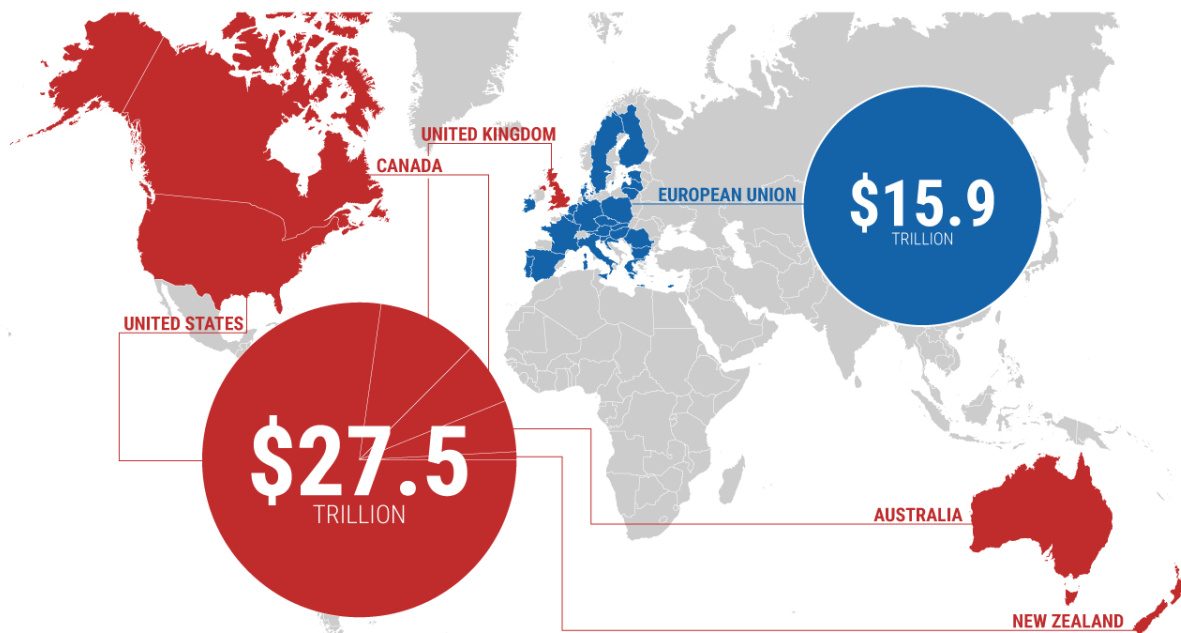 UNITED KINGDOM
CANADA
EUROPEAN UNION
$15.9
TRILLION
UNITED STATES
$27.5
TRILLION
AUSTRALIA
NEW ZEALAND